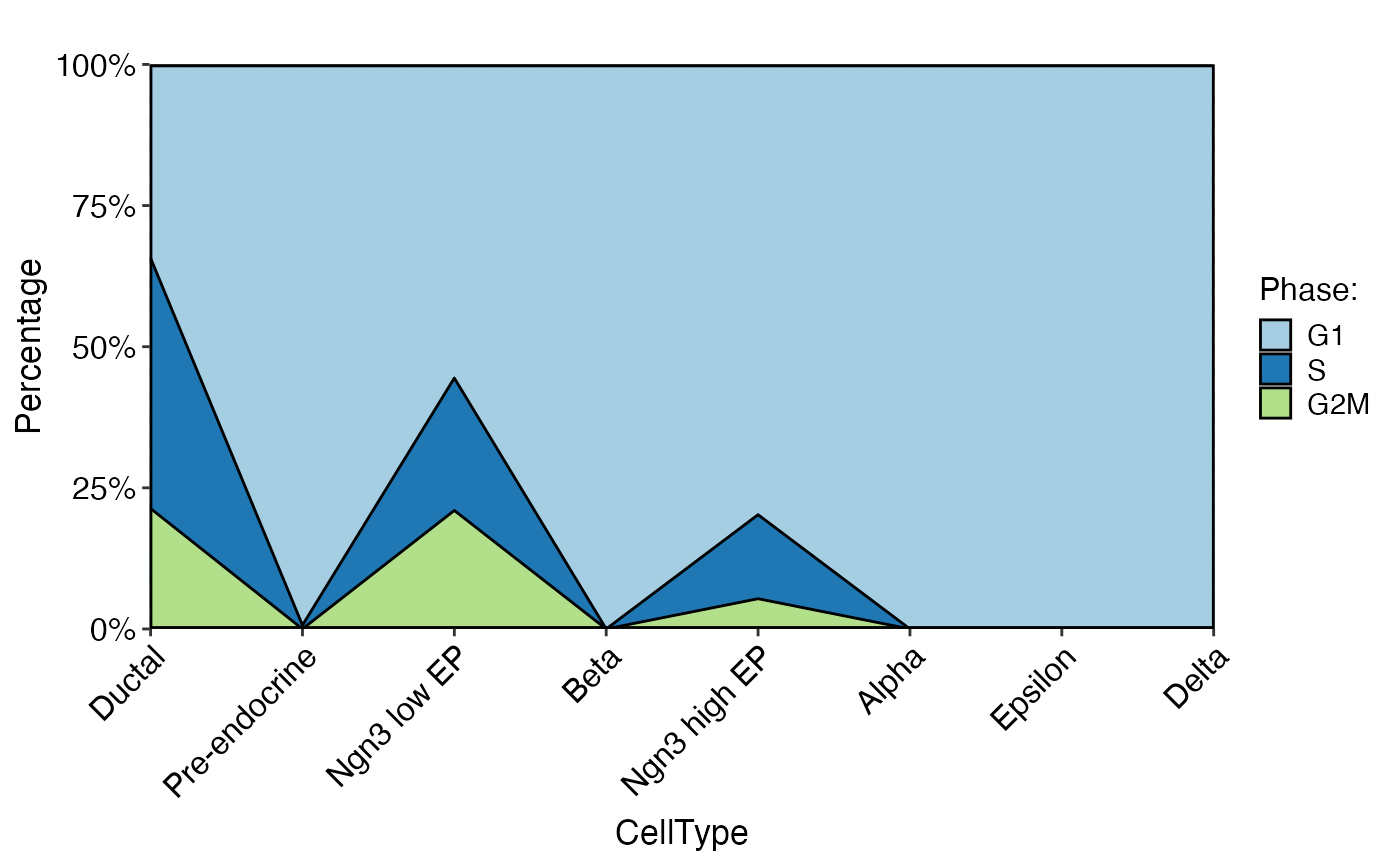 100%
75%
50%
25%
0%
Percentage
Ductal
Pre-endocrine
Ngn3 low EP
Beta
Ngn3 high EP
Alpha
Epsilon
Delta
CellType
Phase:
G1
S
G2M